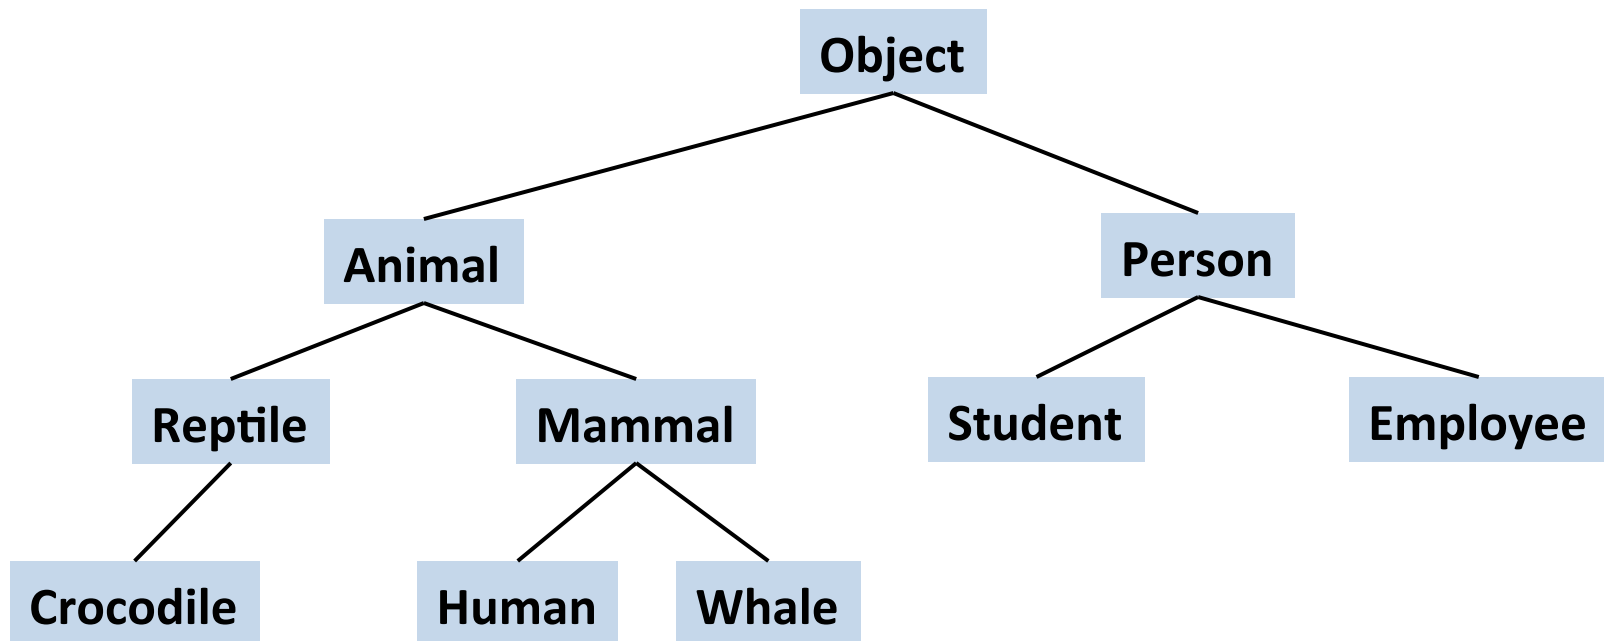 Object
Animal
Person
Reptile
Mammal
Student
Employee
Crocodile
Human
Whale